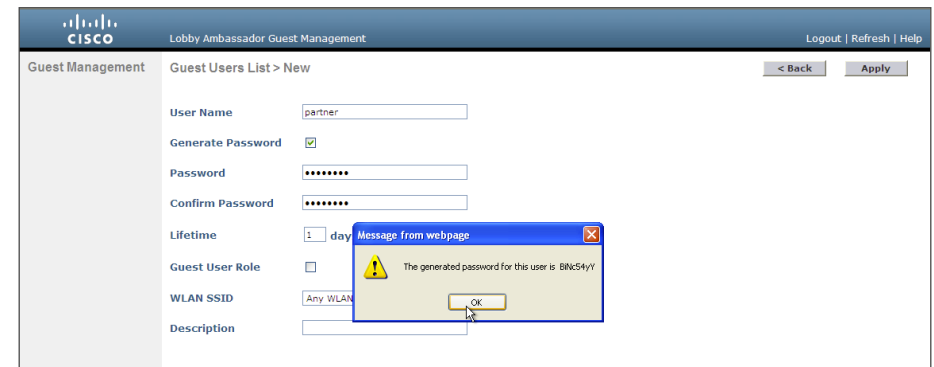 CISCO
Lobby Ambassador Guest Management
Logout | Refresh | Help
Guest Management
Guest Users List > New
< Back
Apply
User Name
partner
Generate Password
Password
••••••••
Confirm Password
••••••••
Lifetime
1 day
Message from webpage
The generated password for this user is BiNc54yY
OK
Guest User Role
WLAN SSID
Any WLAN
Description